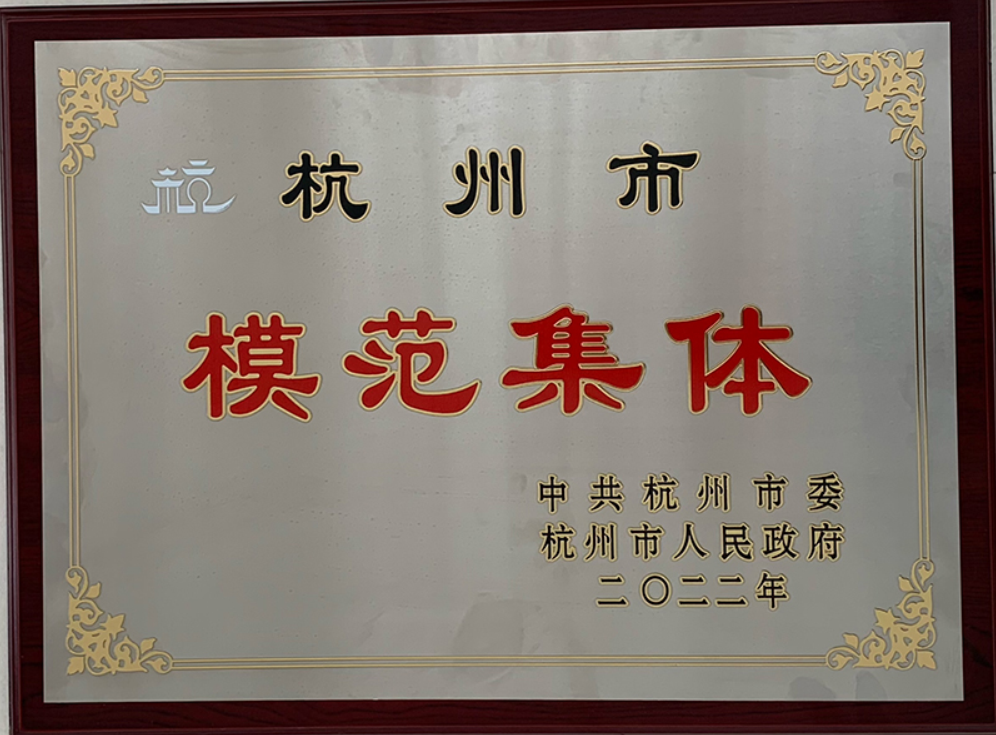 杭州市
模范集体
中共杭州市委
杭州市人民政府
二〇二二年